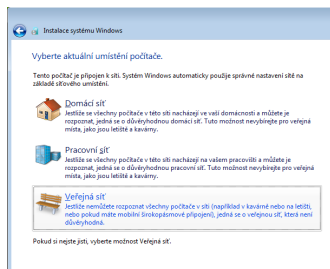 Instalace systému Windows
Vyberte aktuální umístění počítače.
Tento počítač je připojen k síti. Systém Windows automaticky použije správné nastavení sítě na
základě síťového umístění.
Domácí síť
Jestliže se všechny počítače v této síti nacházejí ve vaší domácnosti a můžete je
rozpoznat, jedná se o důvěryhodnou domácí síť. Tuto možnost nevybírejte pro veřejná
místa, jako jsou letiště a kavárny.
Pracovní síť
Jestliže se všechny počítače v této síti nacházejí na vašem pracovišti a můžete je
rozpoznat, jedná se o důvěryhodnou pracovní síť. Tuto možnost nevybírejte pro veřejná
místa, jako jsou letiště a kavárny.
Veřejná síť
Jestliže nemůžete rozpoznat všechny počítače v síti (například v kavárně nebo na letišti,
nebo pokud máte mobilní širokopásmové připojení), jedná se o veřejnou síť, která není
důvěryhodná.
Pokud si nejste jisti, vyberte možnost Veřejná síť.